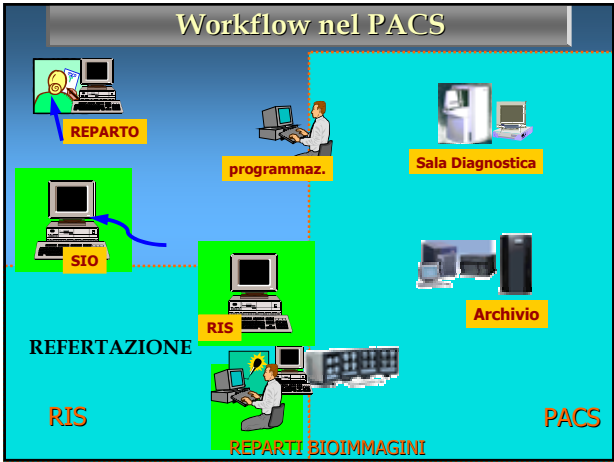 Workflow nel PACS
REPARTO
programmaz.
Sala Diagnostica
SIO
RIS
Archivio
REFERTAZIONE
RIS
PACS
REPARTI BIOIMMAGINI